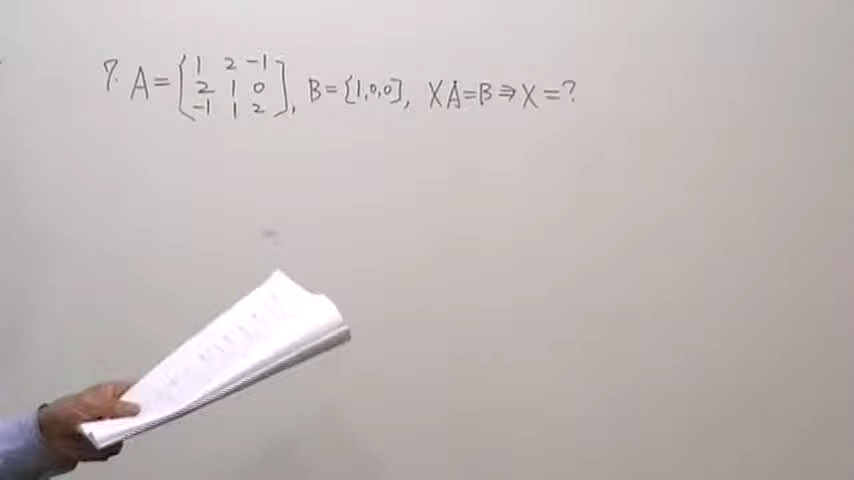 7. A = [1 2 -1; 2 1 0; -1 1 2], B = [1,0,0], XA = B ⇒ X = ?